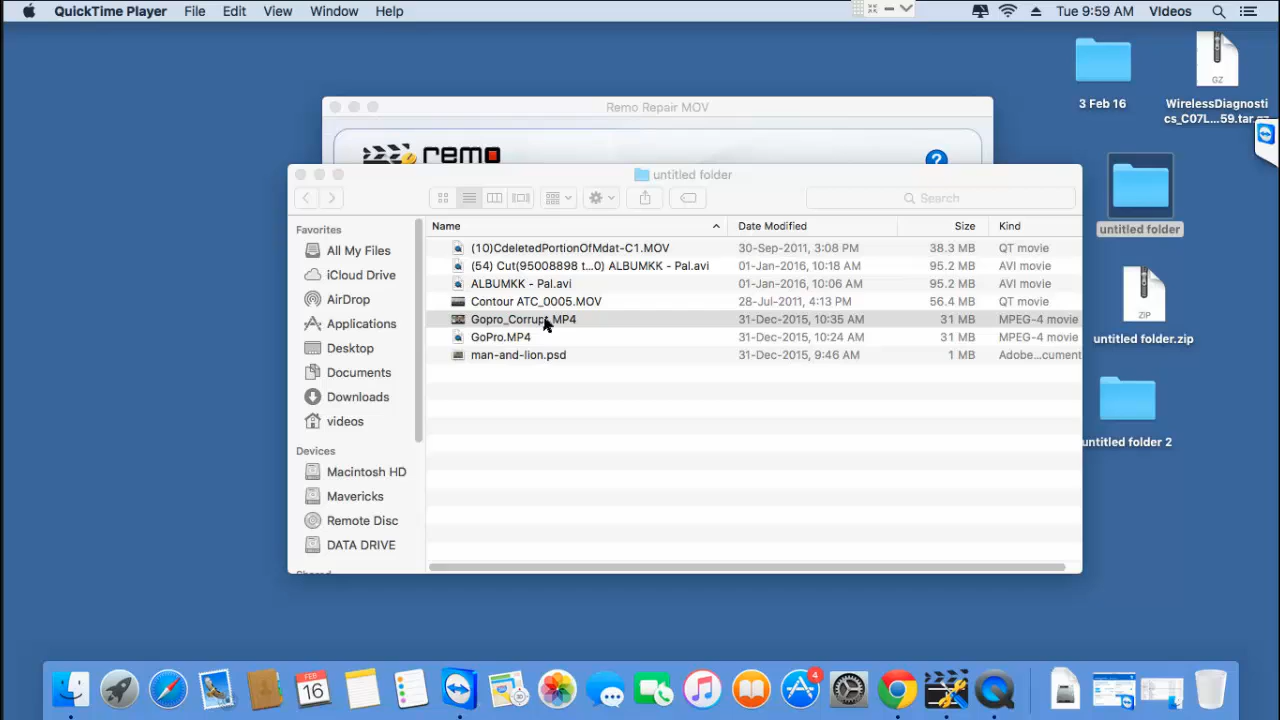 QuickTime Player File Edit View Window Help Tue 9:59 AM VIdeos
3 Feb 16
GZ
WirelessDiagnosti
cs_C07L...59.tar.gz
Remo Repair MOV
remo
?
untitled folder
Search
Favorites
All My Files
iCloud Drive
AirDrop
Applications
Desktop
Documents
Downloads
videos
Devices
Macintosh HD
Mavericks
Remote Disc
DATA DRIVE
Name Date Modified Size Kind
(10)CdeletedPortionOfMdat-C1.MOV 30-Sep-2011, 3:08 PM 38.3 MB QT movie
(54) Cut(95008898 t...0) ALBUMKK - Pal.avi 01-Jan-2016, 10:18 AM 95.2 MB AVI movie
ALBUMKK - Pal.avi 01-Jan-2016, 10:06 AM 95.2 MB AVI movie
Contour ATC_0005.MOV 28-Jul-2011, 4:13 PM 56.4 MB QT movie
Gopro_Corrupt.MP4 31-Dec-2015, 10:35 AM 31 MB MPEG-4 movie
GoPro.MP4 31-Dec-2015, 10:24 AM 31 MB MPEG-4 movie
man-and-lion.psd 31-Dec-2015, 9:46 AM 1 MB Adobe...cument
untitled folder
ZIP
untitled folder.zip
untitled folder 2
FEB
16
4